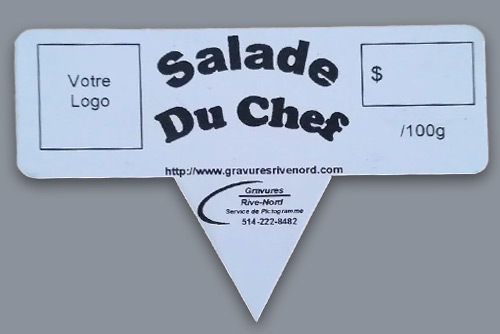 Votre
Logo
Salade
Du Chef
$
/100g
http://www.gravuresrivenord.com
Gravures
Rive-Nord
Service de Pictogramme
514-222-8482